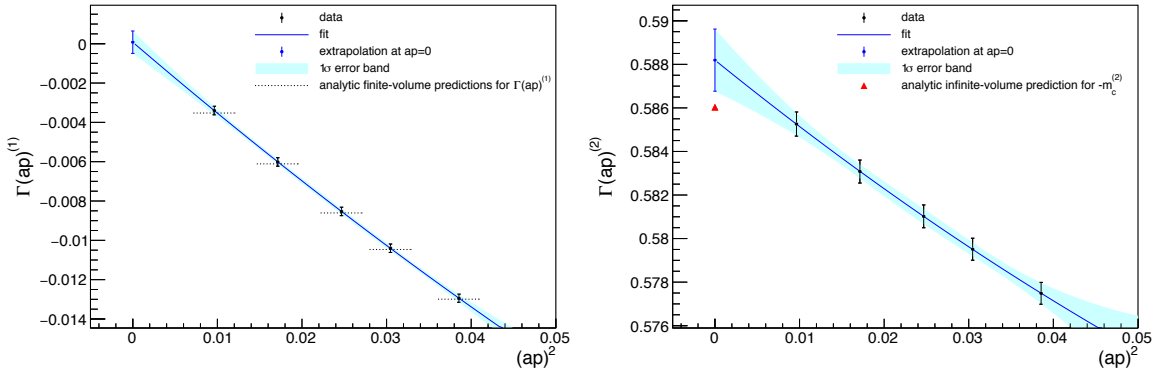 data
fit
extrapolation at ap=0
1σ error band
analytic finite-volume predictions for Γ(ap)^(1)
0
−0.002
−0.004
−0.006
−0.008
−0.01
−0.012
−0.014
Γ(ap)^(1)
0 0.01 0.02 0.03 0.04 0.05
(ap)^2
data
fit
extrapolation at ap=0
1σ error band
analytic infinite-volume prediction for -m_c^(2)
0.59
0.588
0.586
0.584
0.582
0.58
0.578
0.576
Γ(ap)^(2)
0 0.01 0.02 0.03 0.04 0.05
(ap)^2